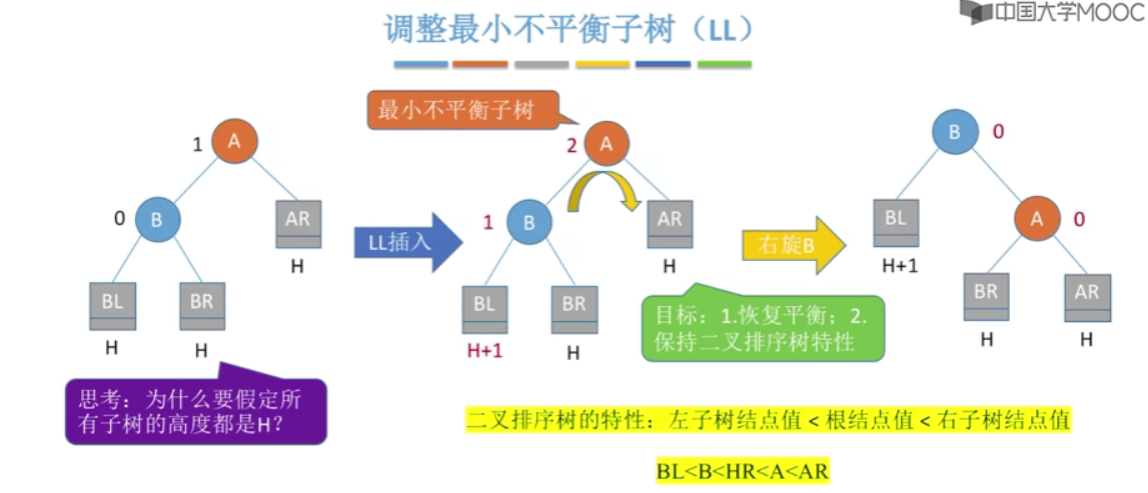 中国大学MOOC
调整最小不平衡子树（LL）
最小不平衡子树
1
A
2
A
B
0
0
B
AR
H
1
B
AR
H
BL
H+1
A
0
LL插入
右旋B
BL
H
BR
H
BL
H+1
BR
H
BR
H
AR
H
目标：1.恢复平衡；2.
保持二叉排序树特性
思考：为什么要假定所
有子树的高度都是H？
二叉排序树的特性：左子树结点值 < 根结点值 < 右子树结点值
BL<B<HR<A<AR